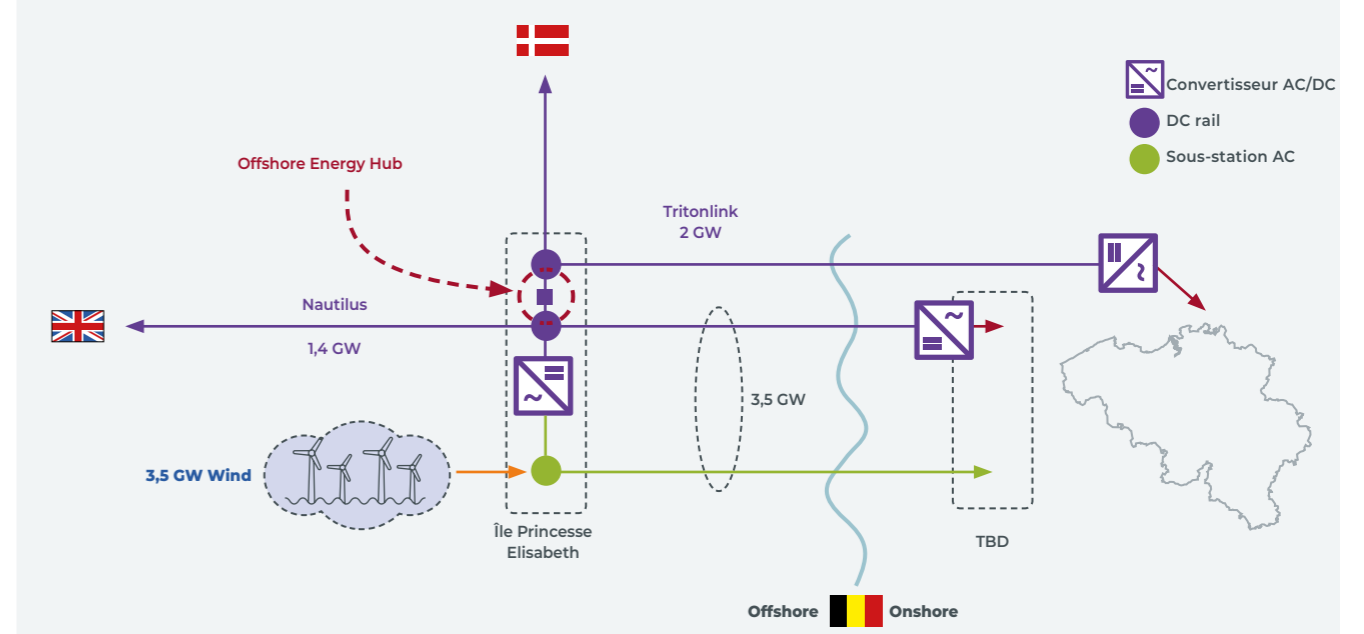 Convertisseur AC/DC
DC rail
Sous-station AC
Offshore Energy Hub
Tritonlink
2 GW
Nautilus
1,4 GW
3,5 GW
3,5 GW Wind
Île Princesse
Elisabeth
TBD
Offshore
Onshore